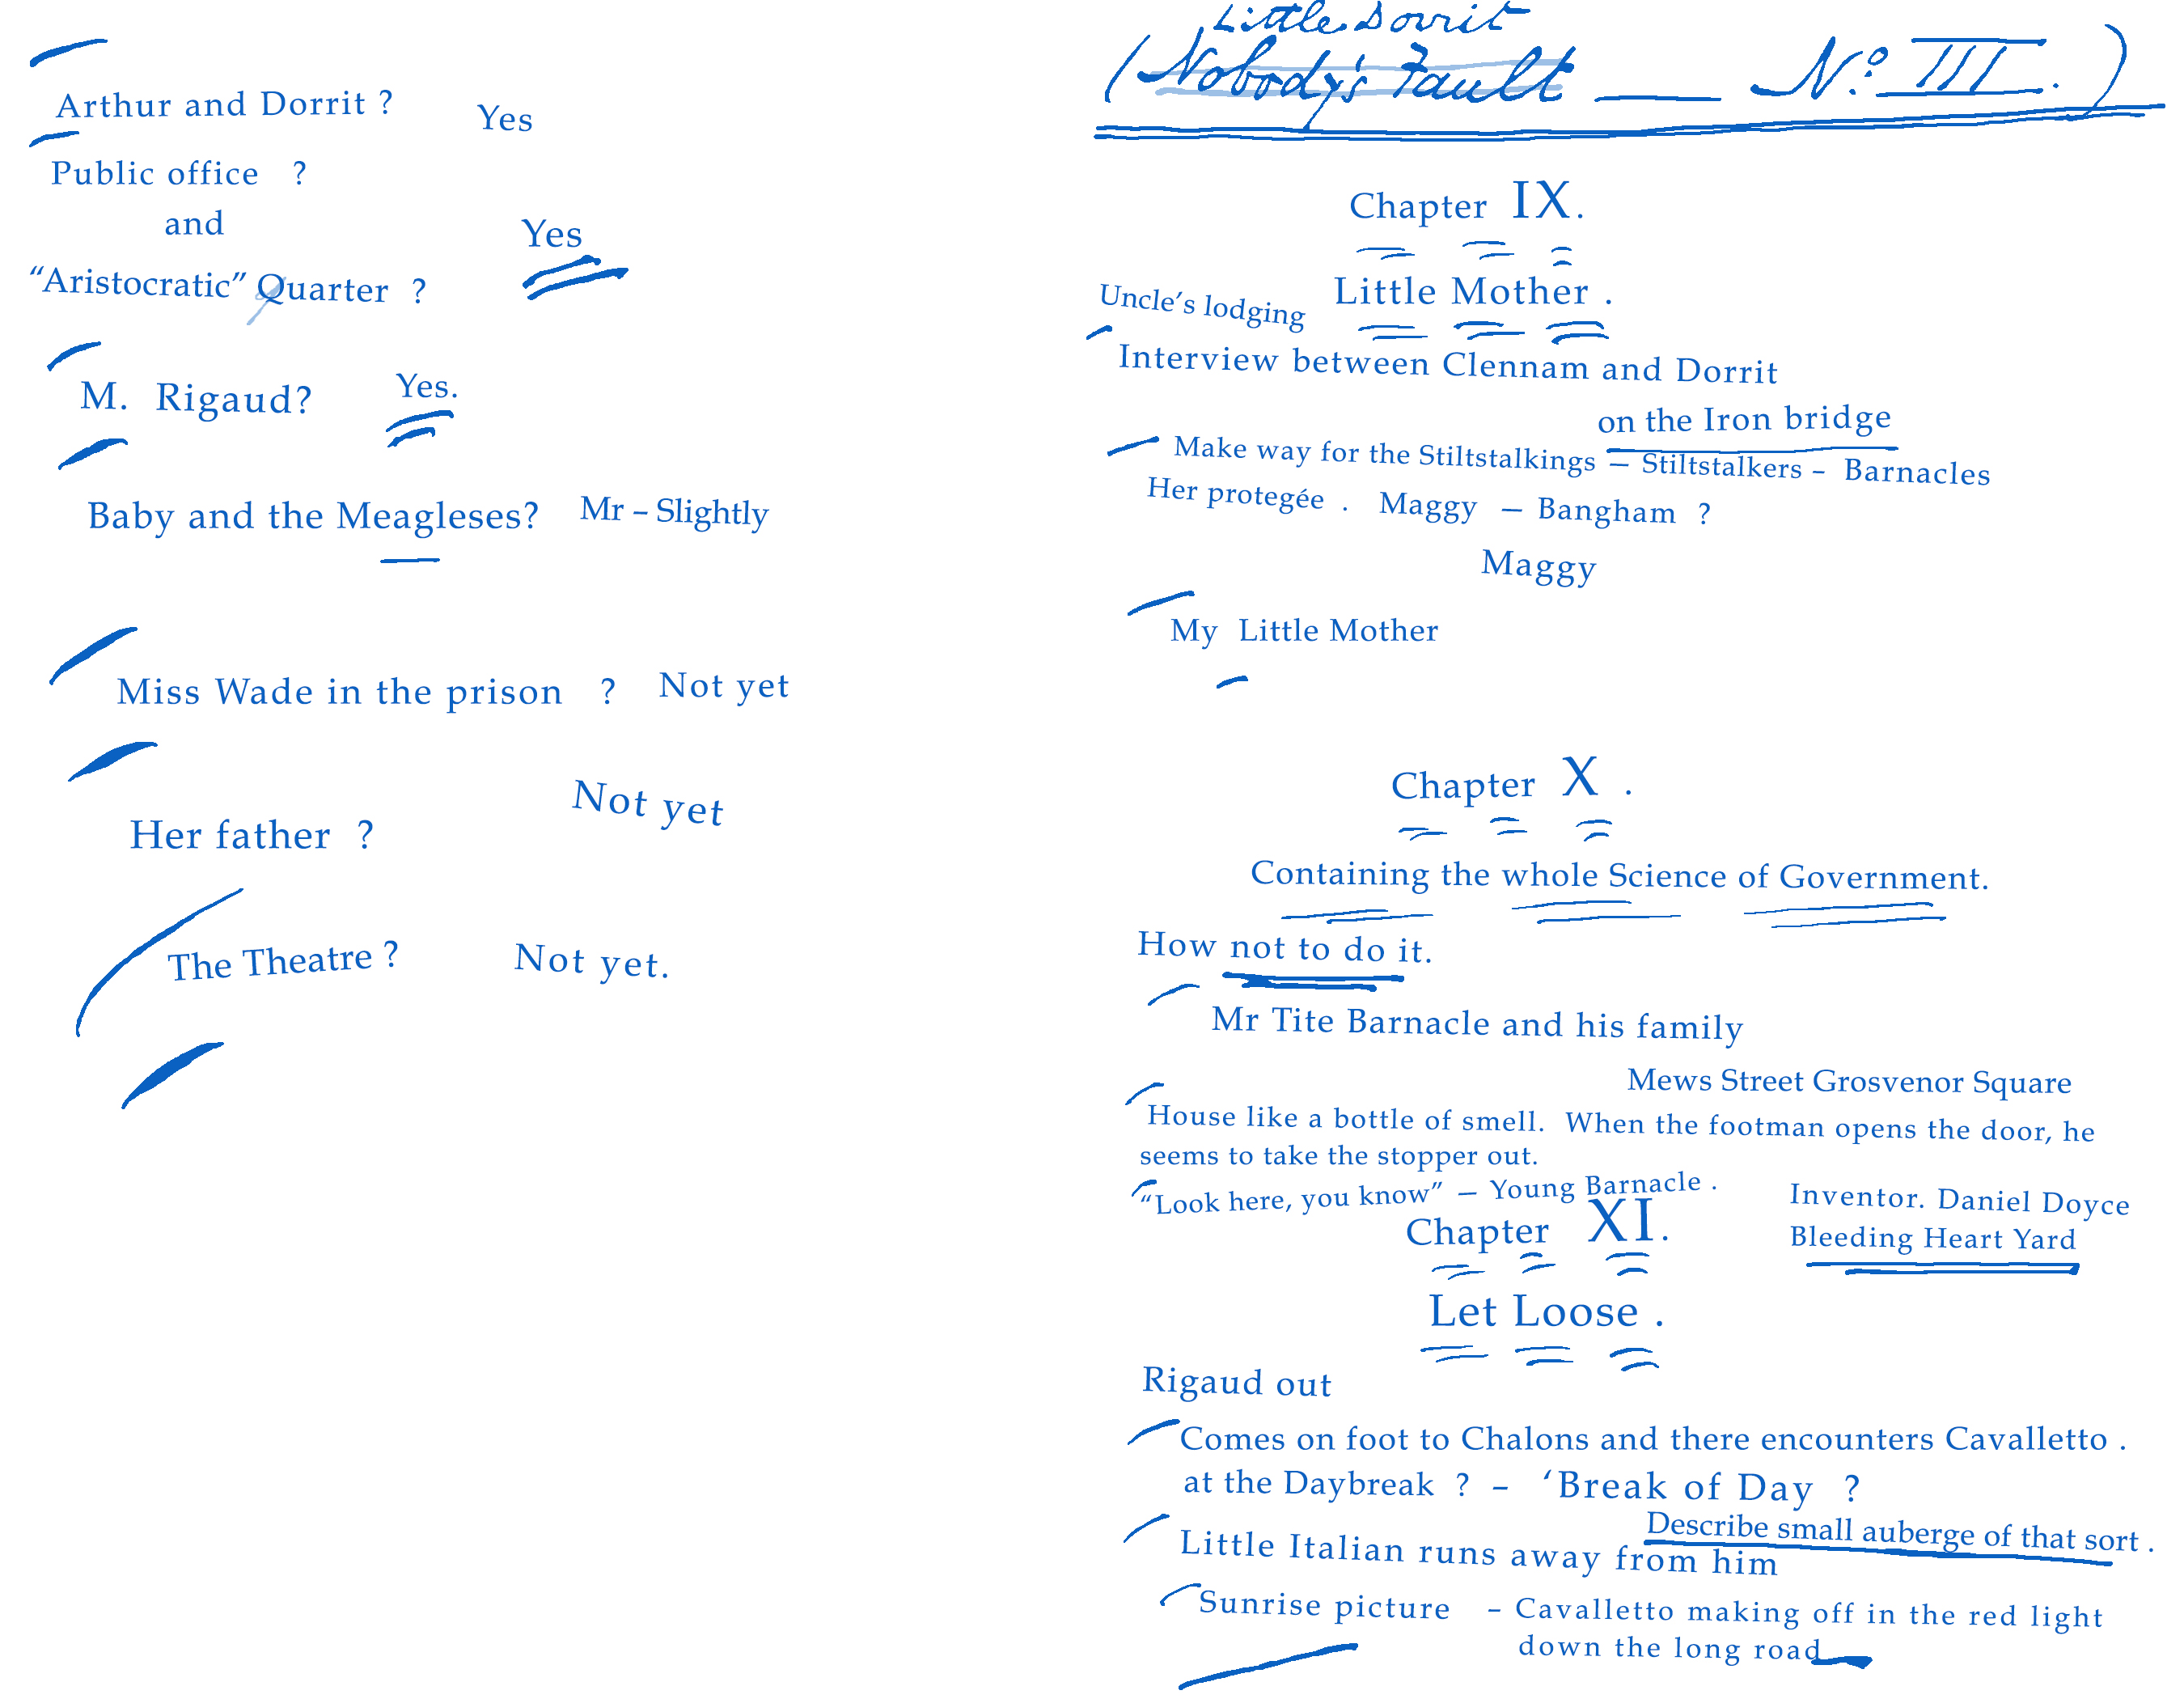 Arthur and Dorrit ? Yes
Public office ?
and
Yes
“Aristocratic” Quarter ?
M. Rigaud? Yes.
Baby and the Meagleses? Mr – Slightly
Miss Wade in the prison ? Not yet
Her father ? Not yet
The Theatre ? Not yet.
Little Dorrit
(Nobody's Fault — No. III.)
Chapter IX.
Little Mother .
Uncle’s lodging
Interview between Clennam and Dorrit
on the Iron bridge
Make way for the Stiltstalkings – Stiltstalkers – Barnacles
Her protegée . Maggy – Bangham ?
Maggy
My Little Mother
Chapter X .
Containing the whole Science of Government.
How not to do it.
Mr Tite Barnacle and his family
Mews Street Grosvenor Square
House like a bottle of smell. When the footman opens the door, he
seems to take the stopper out.
“Look here, you know” – Young Barnacle .
Inventor. Daniel Doyce
Bleeding Heart Yard
Chapter XI.
Let Loose .
Rigaud out
Comes on foot to Chalons and there encounters Cavalletto .
at the Daybreak ? – ‘Break of Day ?
Describe small auberge of that sort .
Little Italian runs away from him
Sunrise picture – Cavalletto making off in the red light
down the long road